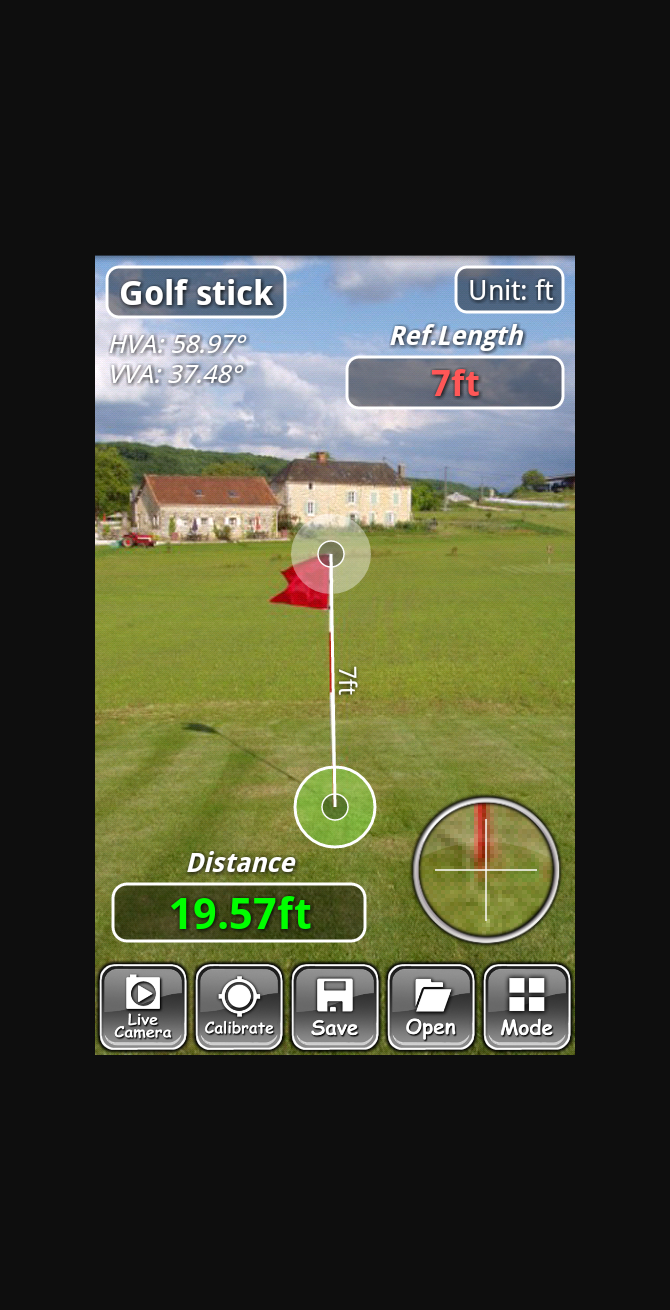 Golf stick
Unit: ft
HVA: 58.97°
VVA: 37.48°
Ref.Length
7ft
7ft
Distance
19.57ft
Live
Camera
Calibrate
Save
Open
Mode